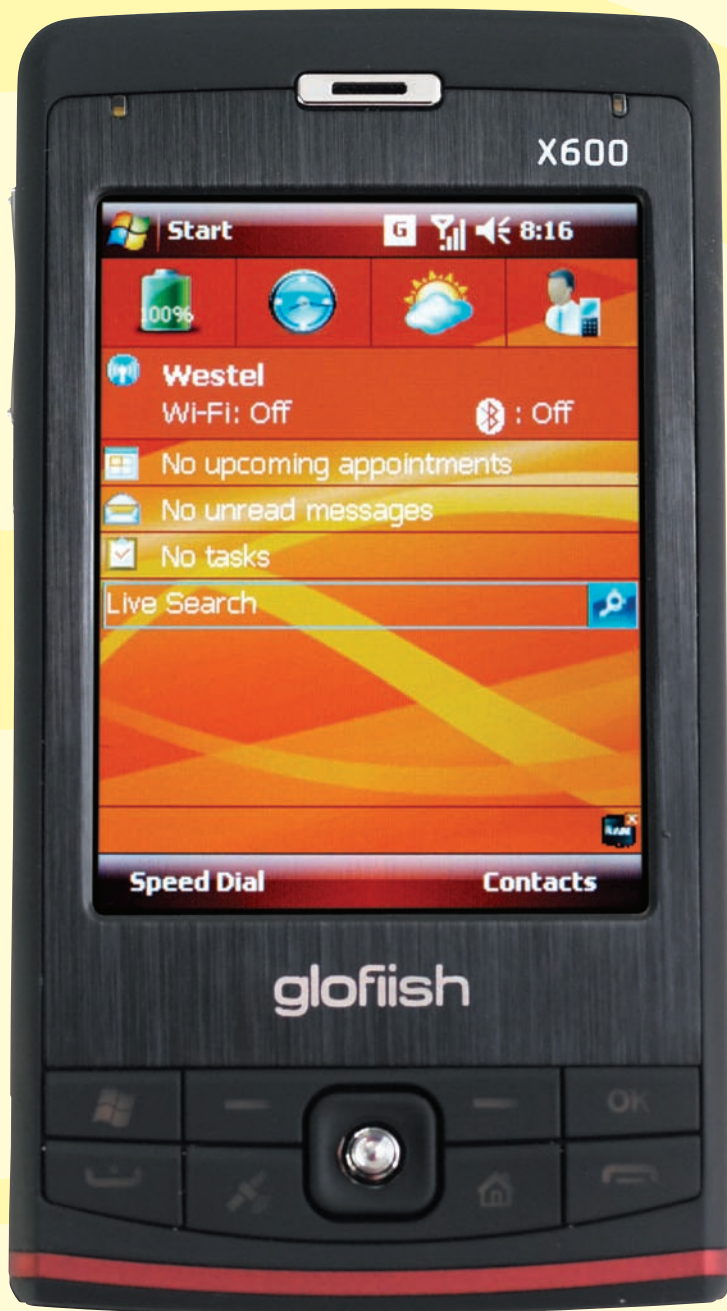 X600
Start G 8:16
100%
Westel
Wi-Fi: Off : Off
No upcoming appointments
No unread messages
No tasks
Live Search
Speed Dial Contacts
glofiish
OK